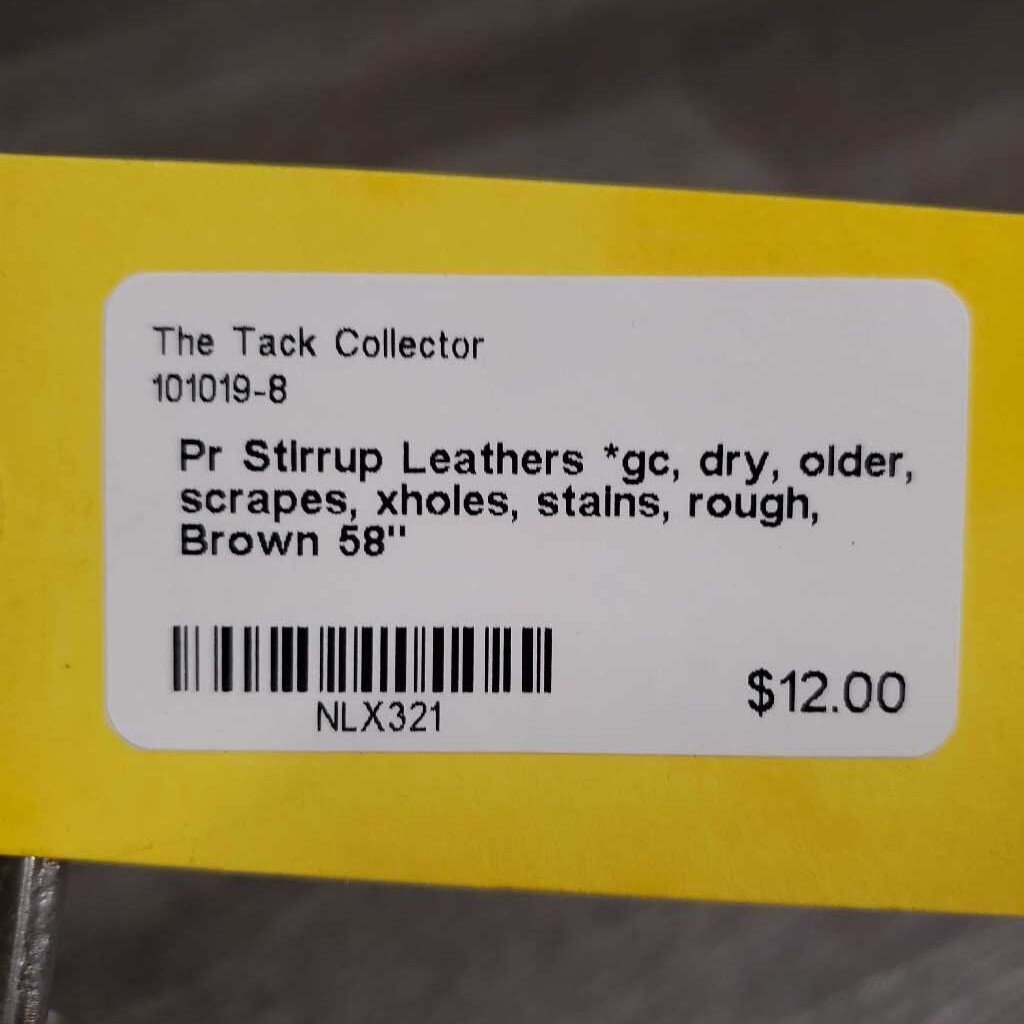 The Tack Collector
101019-8
Pr Stirrup Leathers *gc, dry, older,
scrapes, xholes, stains, rough,
Brown 58"
NLX321
$12.00